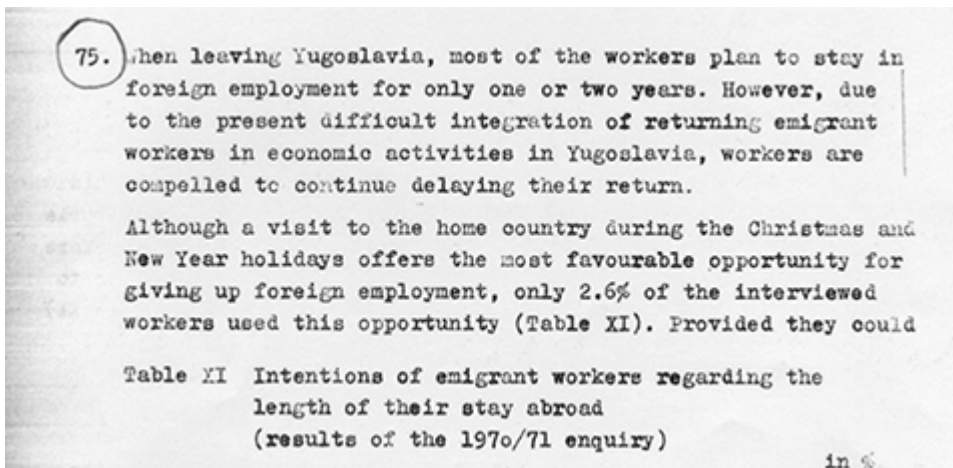 75. When leaving Yugoslavia, most of the workers plan to stay in
foreign employment for only one or two years. However, due
to the present difficult integration of returning emigrant
workers in economic activities in Yugoslavia, workers are
compelled to continue delaying their return.
Although a visit to the home country during the Christmas and
New Year holidays offers the most favourable opportunity for
giving up foreign employment, only 2.6% of the interviewed
workers used this opportunity (Table XI). Provided they could
Table XI Intentions of emigrant workers regarding the
length of their stay abroad
(results of the 197o/71 enquiry)
in %